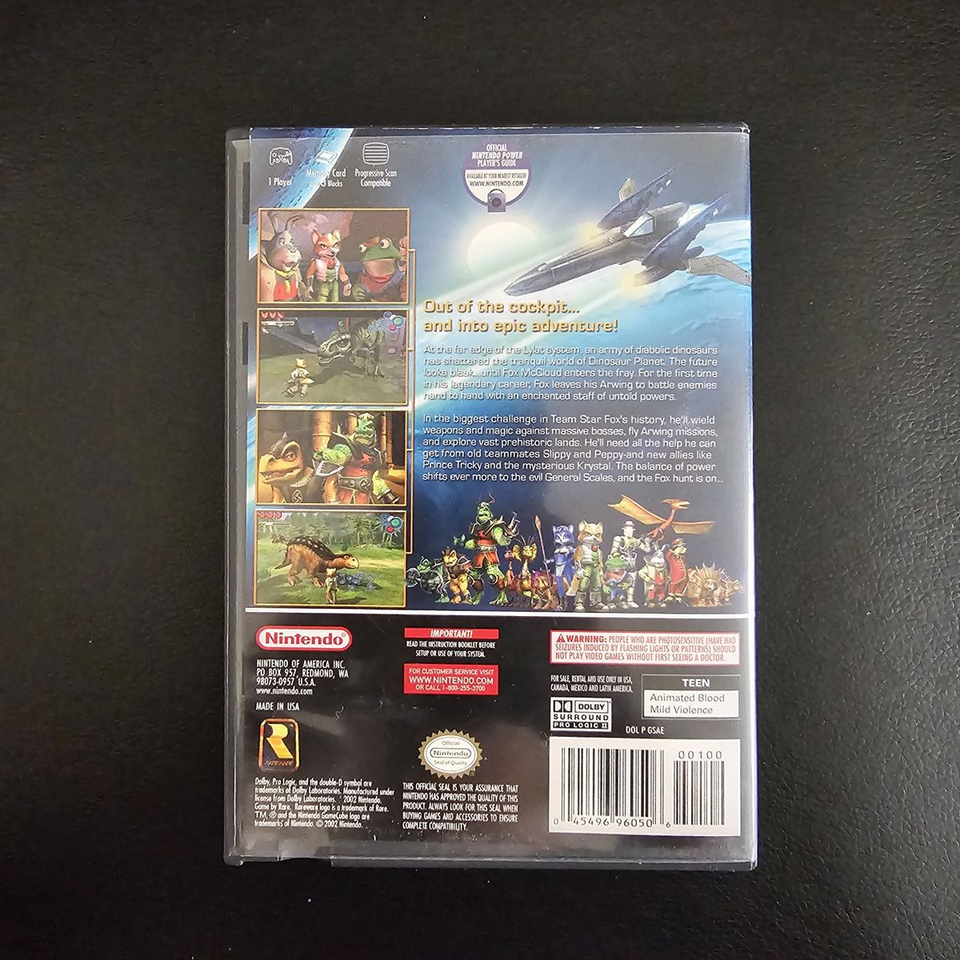 1 Player
Memory Card
Blocks
Progressive Scan
Compatible
OFFICIAL
NINTENDO POWER
PLAYER'S GUIDE
AVAILABLE AT YOUR NEAREST RETAILER!
WWW.NINTENDO.COM
Out of the cockpit...
and into epic adventure!
At the far edge of the Lylat system, an army of diabolic dinosaurs
has shattered the tranquil world of Dinosaur Planet. The future
looks bleak...until Fox McCloud enters the fray. For the first time
in his legendary career, Fox leaves his Arwing to battle enemies
hand to hand with an enchanted staff of untold powers.
In the biggest challenge in Team Star Fox's history, he'll wield
weapons and magic against massive bosses, fly Arwing missions,
and explore vast prehistoric lands. He'll need all the help he can
get from old teammates Slippy and Peppy-and new allies like
Prince Tricky and the mysterious Krystal. The balance of power
shifts ever more to the evil General Scales, and the Fox hunt is on...
Nintendo
NINTENDO OF AMERICA INC.
PO BOX 957, REDMOND, WA
98073-0957 U.S.A.
www.nintendo.com
MADE IN USA
R
RAREWARE
Dolby, Pro Logic, and the double-D symbol are
trademarks of Dolby Laboratories. Manufactured under
license from Dolby Laboratories. ' 2002 Nintendo.
Game by Rare. Rareware logo is a trademark of Rare.
TM, ® and the Nintendo GameCube logo are
trademarks of Nintendo. © 2002 Nintendo.
IMPORTANT!
READ THE INSTRUCTION BOOKLET BEFORE
SETUP OR USE OF YOUR SYSTEM.
FOR CUSTOMER SERVICE VISIT
WWW.NINTENDO.COM
OR CALL 1-800-255-3700
Official
Nintendo
Seal of Quality
THIS OFFICIAL SEAL IS YOUR ASSURANCE THAT
NINTENDO HAS APPROVED THE QUALITY OF THIS
PRODUCT. ALWAYS LOOK FOR THIS SEAL WHEN
BUYING GAMES AND ACCESSORIES TO ENSURE
COMPLETE COMPATIBILITY.
WARNING: PEOPLE WHO ARE PHOTOSENSITIVE (HAVE HAD
SEIZURES INDUCED BY FLASHING LIGHTS OR PATTERNS) SHOULD
NOT PLAY VIDEO GAMES WITHOUT FIRST SEEING A DOCTOR.
FOR SALE, RENTAL AND USE ONLY IN USA,
CANADA, MEXICO AND LATIN AMERICA.
DOLBY
SURROUND
PRO LOGIC II
TEEN
Animated Blood
Mild Violence
DOL P GSAE
00100
0 45496 96050 6